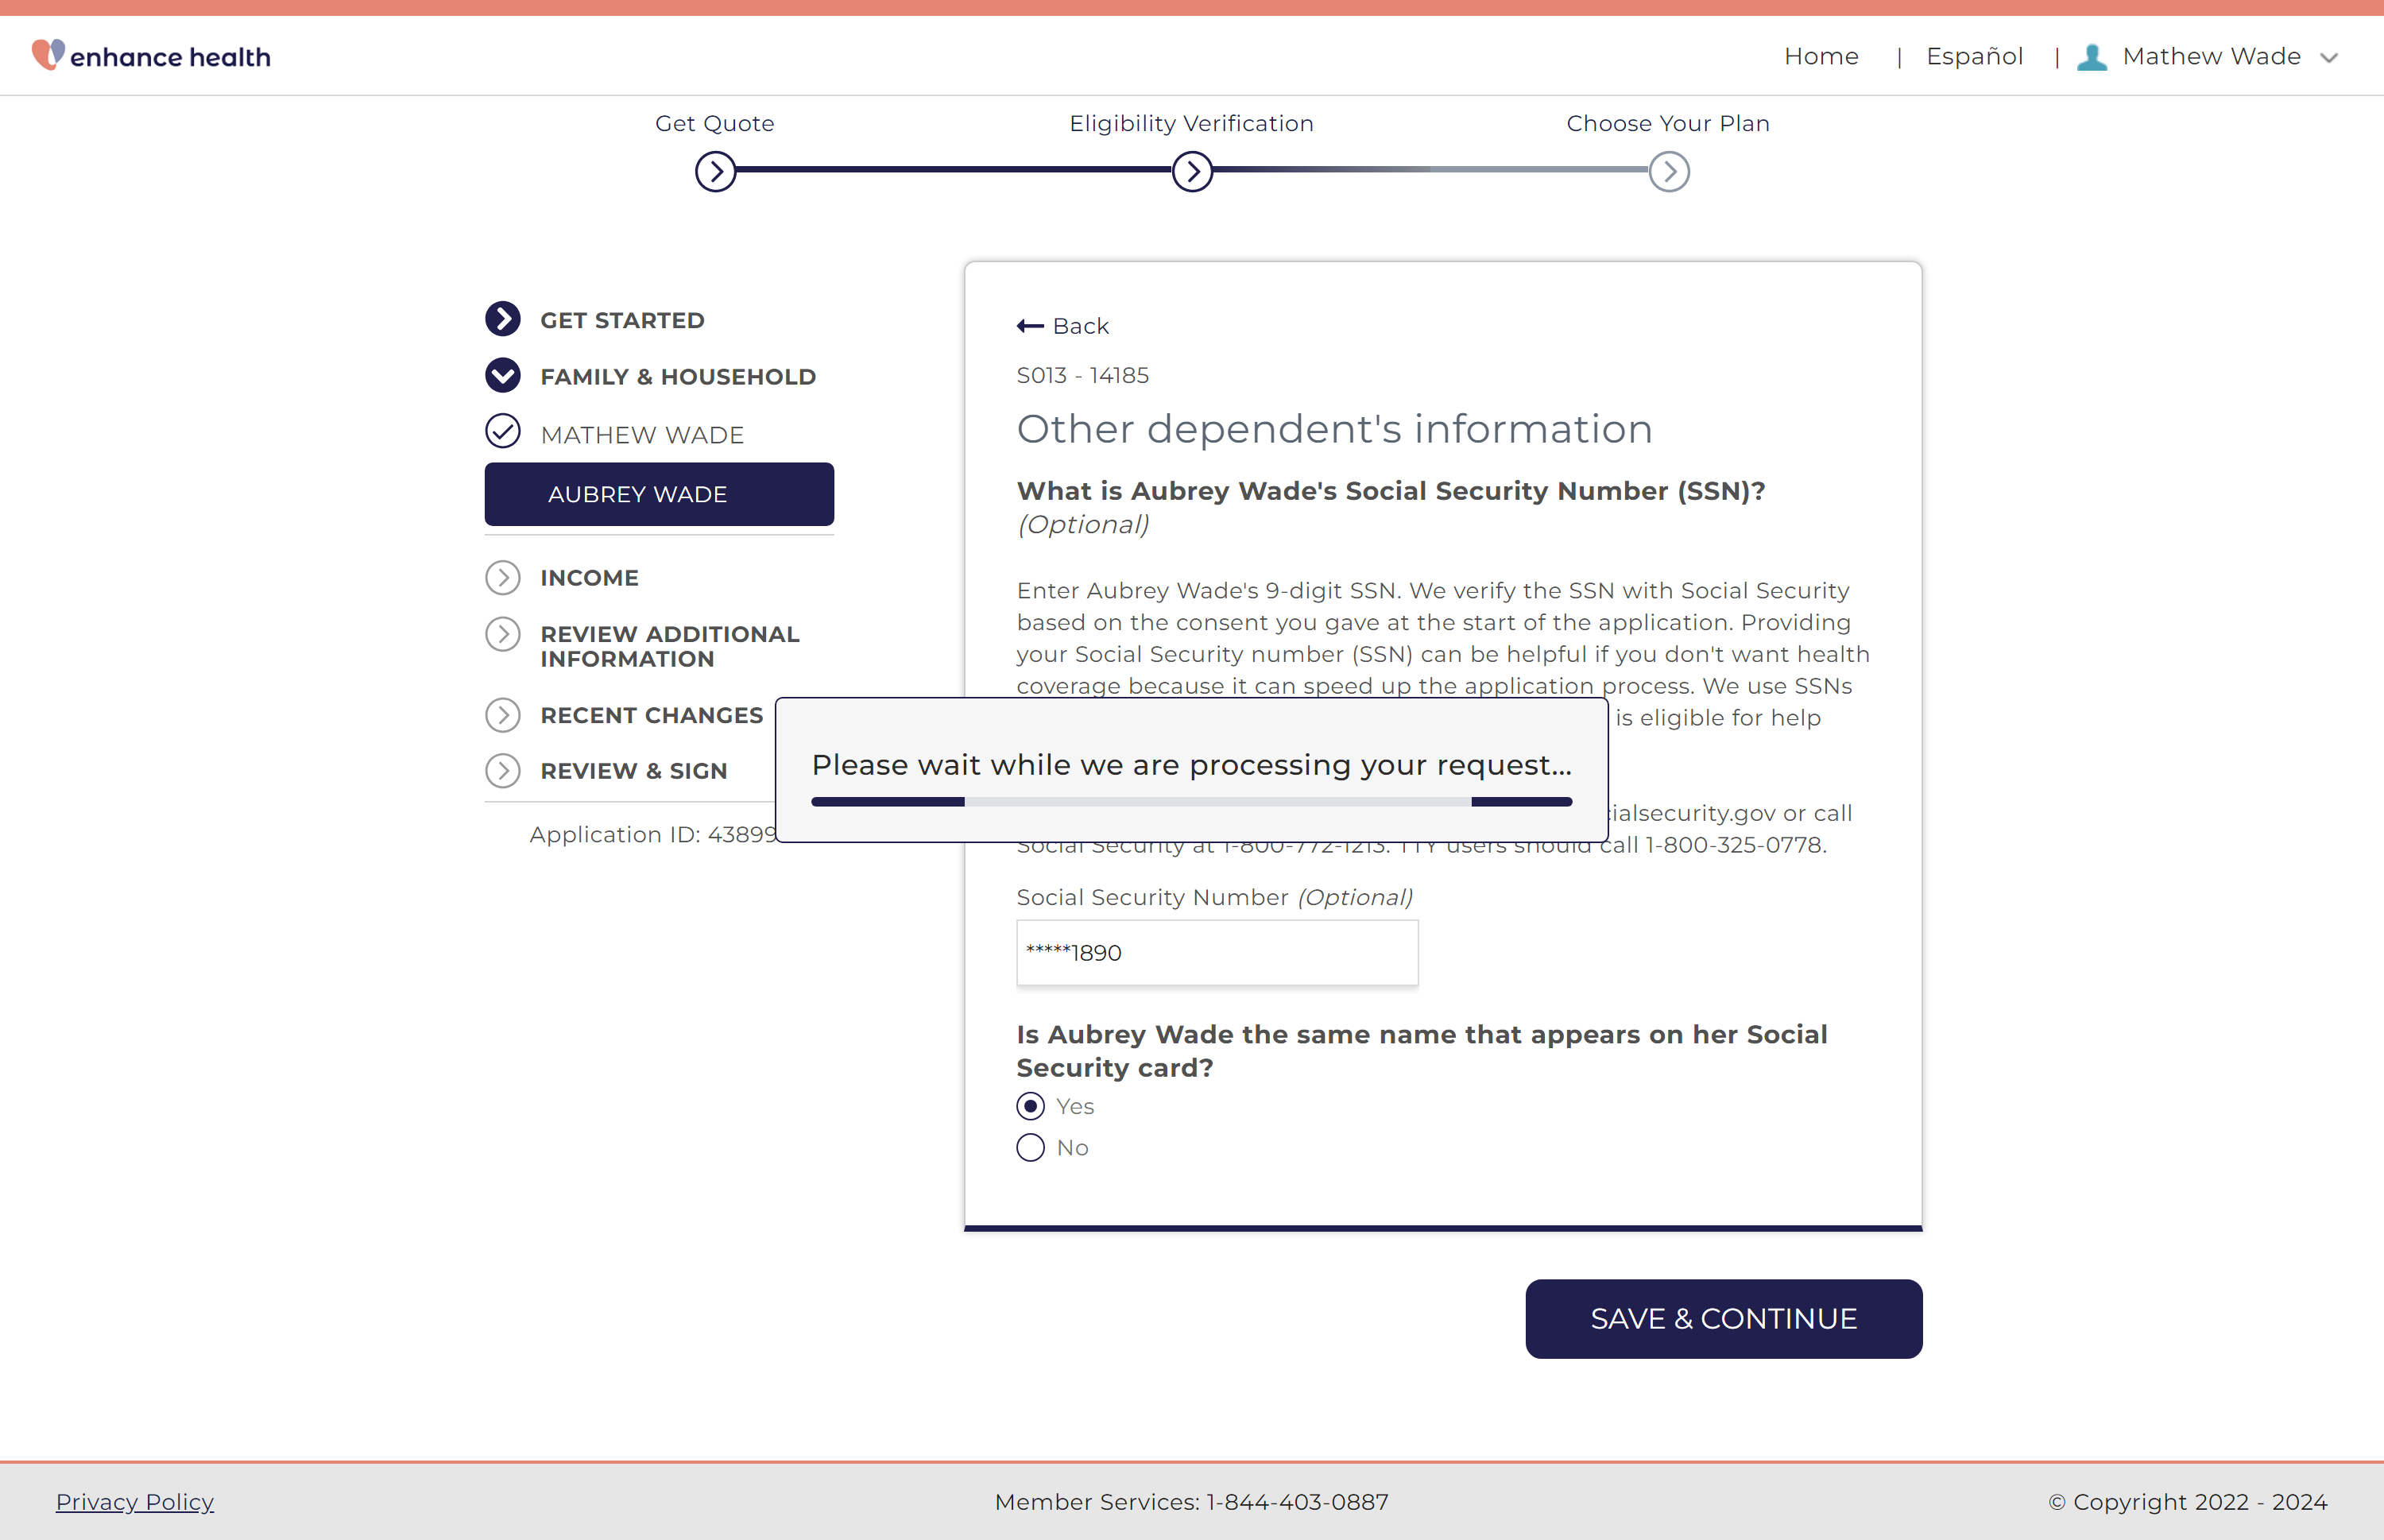 enhance health
Home | Español | Mathew Wade
Get Quote
Eligibility Verification
Choose Your Plan
GET STARTED
FAMILY & HOUSEHOLD
MATHEW WADE
AUBREY WADE
INCOME
REVIEW ADDITIONAL
INFORMATION
RECENT CHANGES
REVIEW & SIGN
Application ID: 43899
Back
S013 - 14185
Other dependent's information
What is Aubrey Wade's Social Security Number (SSN)?
(Optional)
Enter Aubrey Wade's 9-digit SSN. We verify the SSN with Social Security
based on the consent you gave at the start of the application. Providing
your Social Security number (SSN) can be helpful if you don't want health
coverage because it can speed up the application process. We use SSNs
is eligible for help
Please wait while we are processing your request...
ialsecurity.gov or call
Social Security at 1-800-772-1213. TTY users should call 1-800-325-0778.
Social Security Number (Optional)
*****1890
Is Aubrey Wade the same name that appears on her Social
Security card?
Yes
No
SAVE & CONTINUE
Privacy Policy
Member Services: 1-844-403-0887
© Copyright 2022 - 2024